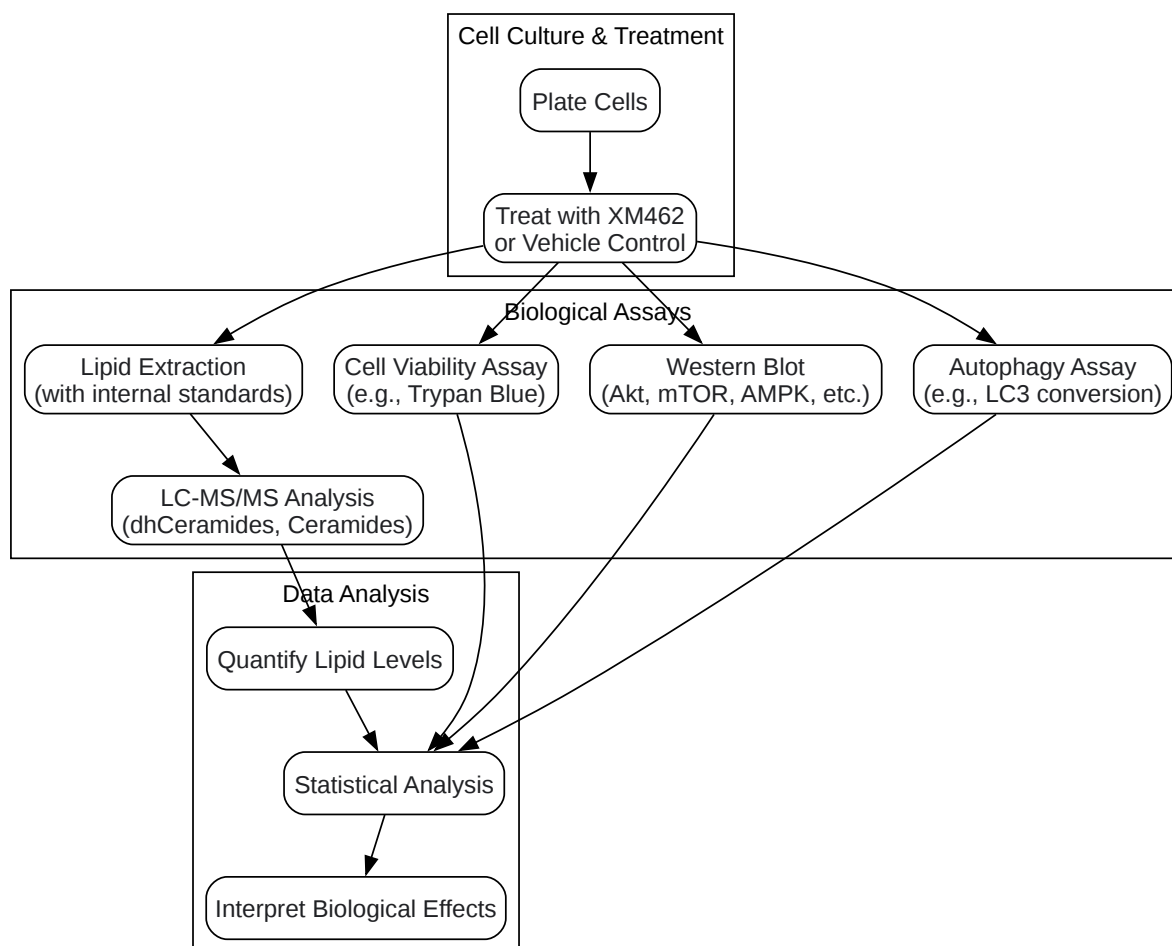 Cell Culture & Treatment
Plate Cells
Treat with XM462
or Vehicle Control
Biological Assays
Lipid Extraction
(with internal standards)
Cell Viability Assay
(e.g., Trypan Blue)
Western Blot
(Akt, mTOR, AMPK, etc.)
Autophagy Assay
(e.g., LC3 conversion)
LC-MS/MS Analysis
(dhCeramides, Ceramides)
Data Analysis
Quantify Lipid Levels
Statistical Analysis
Interpret Biological Effects